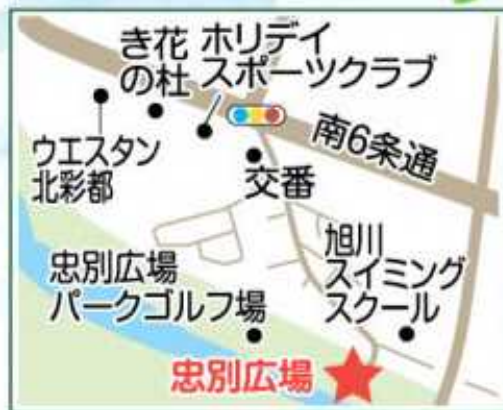 き花
の杜
ホリデイ
スポーツクラブ
ウエスタン
北彩都
交番
南6条通
忠別広場
パークゴルフ場
旭川
スイミング
スクール
忠別広場